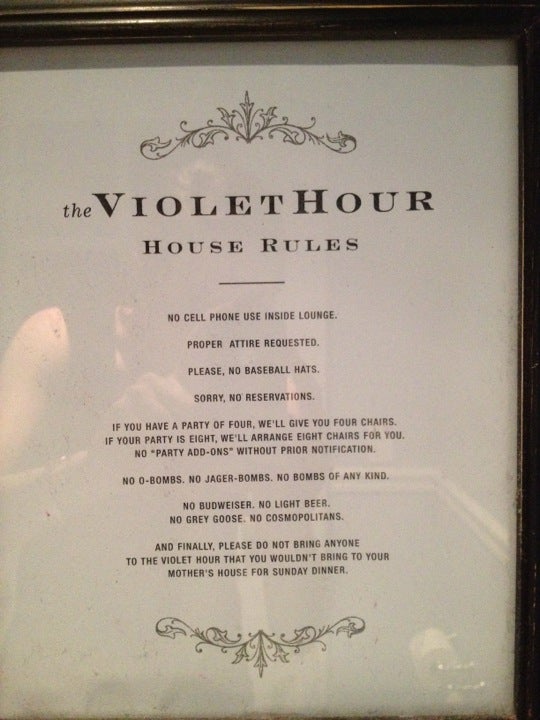 the VIOLET HOUR
HOUSE RULES
NO CELL PHONE USE INSIDE LOUNGE.
PROPER ATTIRE REQUESTED.
PLEASE, NO BASEBALL HATS.
SORRY, NO RESERVATIONS.
IF YOU HAVE A PARTY OF FOUR, WE'LL GIVE YOU FOUR CHAIRS.
IF YOUR PARTY IS EIGHT, WE'LL ARRANGE EIGHT CHAIRS FOR YOU.
NO "PARTY ADD-ONS" WITHOUT PRIOR NOTIFICATION.
NO O-BOMBS. NO JAGER-BOMBS. NO BOMBS OF ANY KIND.
NO BUDWEISER. NO LIGHT BEER.
NO GREY GOOSE. NO COSMOPOLITANS.
AND FINALLY, PLEASE DO NOT BRING ANYONE
TO THE VIOLET HOUR THAT YOU WOULDN'T BRING TO YOUR
MOTHER'S HOUSE FOR SUNDAY DINNER.